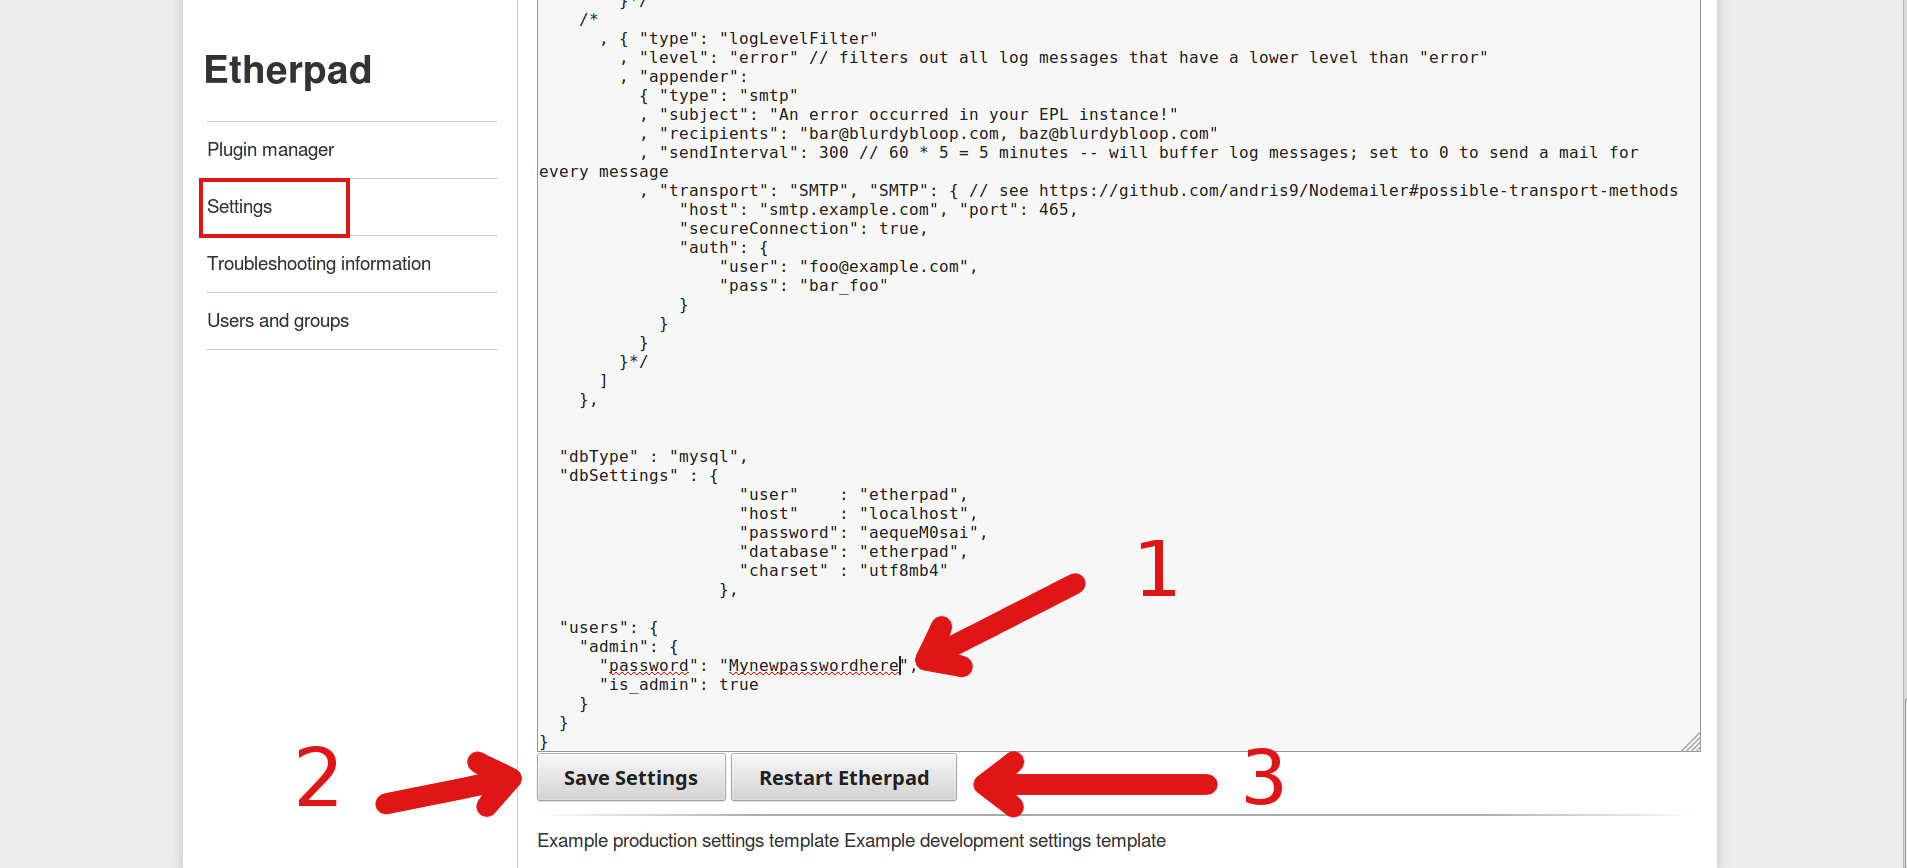 Etherpad
Plugin manager
Settings
Troubleshooting information
Users and groups
}*/
/*
, { "type": "logLevelFilter"
, "level": "error" // filters out all log messages that have a lower level than "error"
, "appender":
{ "type": "smtp"
, "subject": "An error occurred in your EPL instance!"
, "recipients": "bar@blurdybloop.com, baz@blurdybloop.com"
, "sendInterval": 300 // 60 * 5 = 5 minutes -- will buffer log messages; set to 0 to send a mail for
every message
, "transport": "SMTP", "SMTP": { // see https://github.com/andris9/Nodemailer#possible-transport-methods
"host": "smtp.example.com", "port": 465,
"secureConnection": true,
"auth": {
"user": "foo@example.com",
"pass": "bar_foo"
}
}
}
}*/
]
},
"dbType" : "mysql",
"dbSettings" : {
"user"    : "etherpad",
"host"    : "localhost",
"password": "aequeM0sai",
"database": "etherpad",
"charset" : "utf8mb4"
},
1
"users": {
"admin": {
"password": "Mynewpasswordhere",
"is_admin": true
}
}
}
2
Save Settings
Restart Etherpad
3
Example production settings template Example development settings template